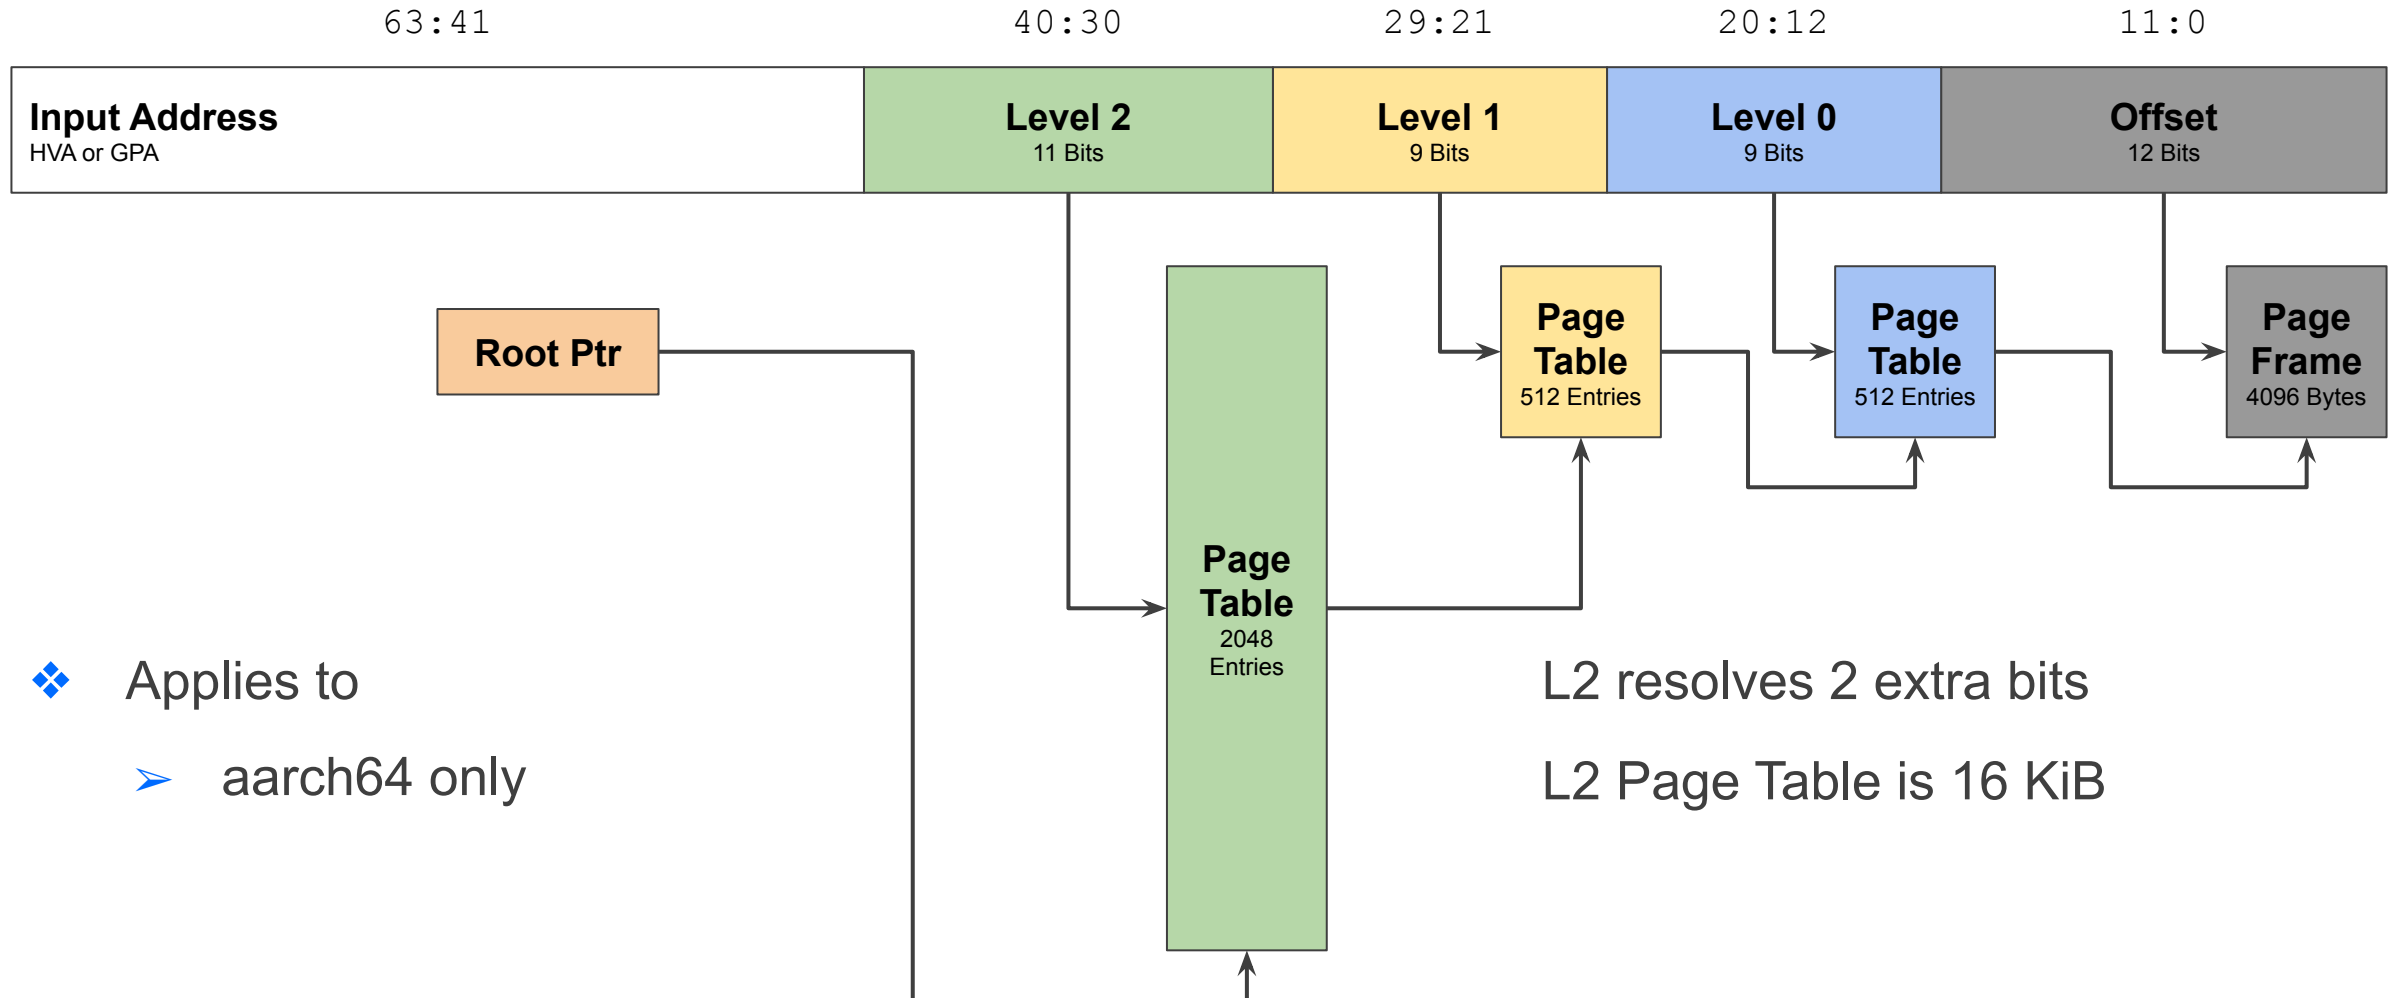 63:41 40:30 29:21 20:12 11:0
Input Address
HVA or GPA
Level 2
11 Bits
Level 1
9 Bits
Level 0
9 Bits
Offset
12 Bits
Root Ptr
Page
Table
2048
Entries
Page
Table
512 Entries
Page
Table
512 Entries
Page
Frame
4096 Bytes
❖ Applies to
➢ aarch64 only
L2 resolves 2 extra bits
L2 Page Table is 16 KiB